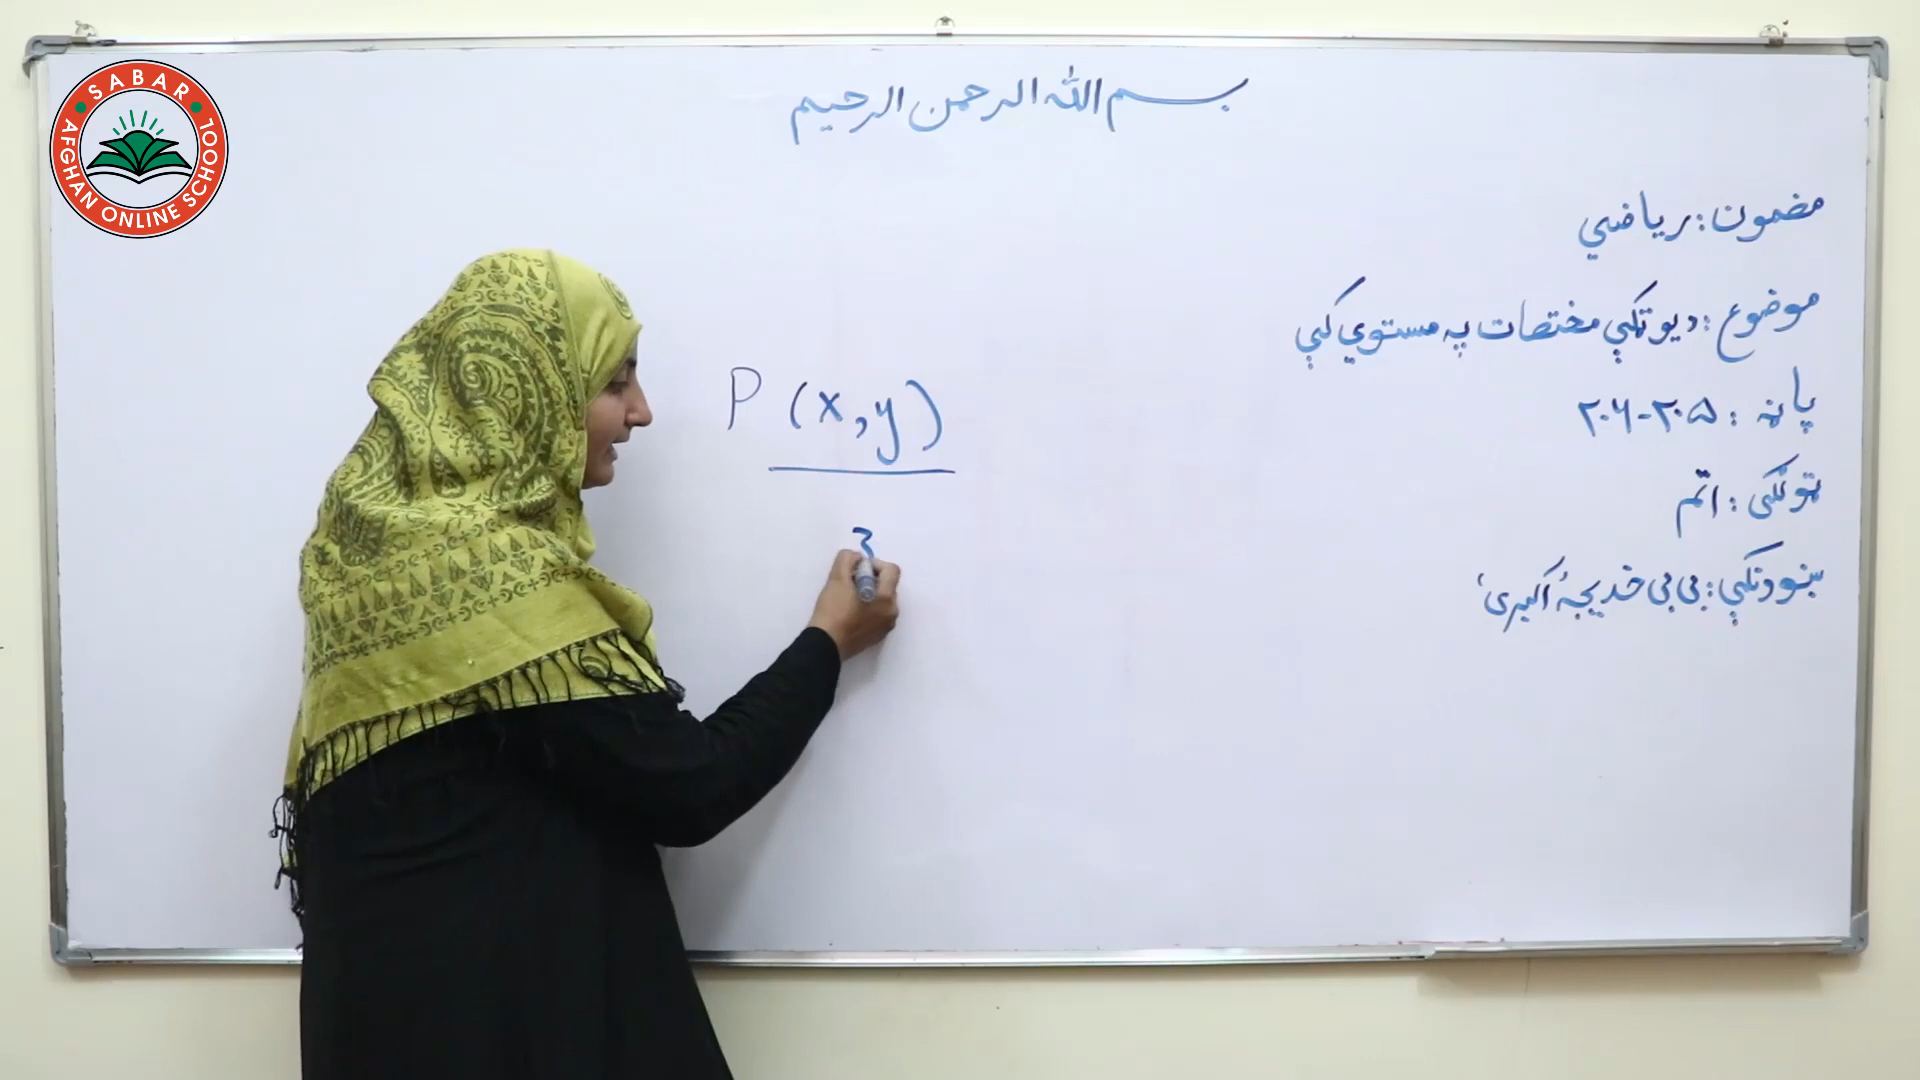 SABAR
AFGHAN ONLINE SCHOOL
بسم الله الرحمن الرحیم
مضمون: ریاضي
موضوع: د یو ټکي مختصات په مستوي کې
پاڼه: ۲۰۵-۲۰۶
ټولګی: اتم
ښوونکې: بي بي خدیجه اکبری
P (x,y)
3